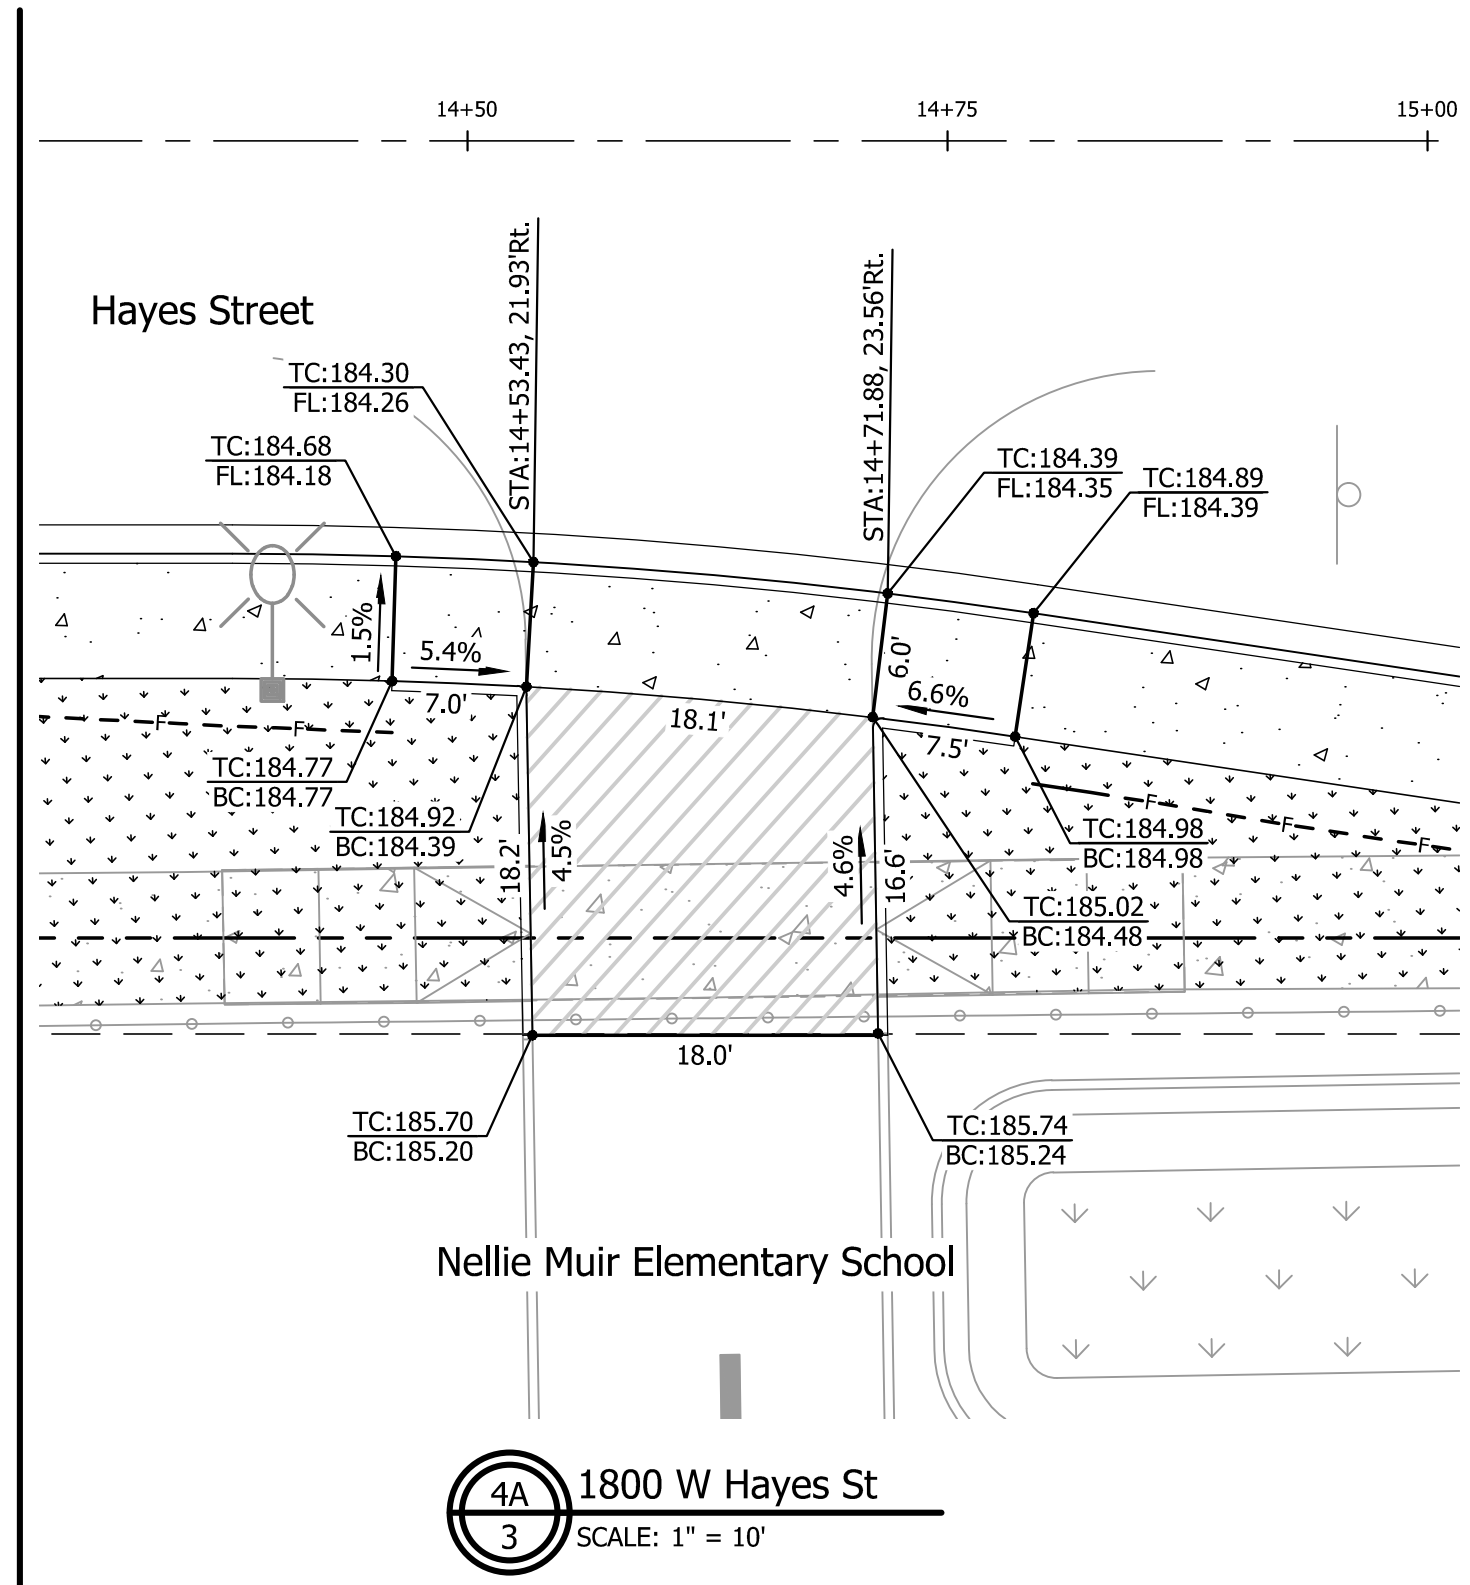 14+50
14+75
15+00
STA:14+53.43, 21.93'Rt.
STA:14+71.88, 23.56'Rt.
Hayes Street
TC:184.30
FL:184.26
TC:184.68
FL:184.18
TC:184.39
FL:184.35
TC:184.89
FL:184.39
1.5%
5.4%
7.0'
18.1'
6.0'
6.6%
7.5'
F
F
TC:184.77
BC:184.77
TC:184.92
BC:184.39
18.2'
4.5%
4.6%
16.6'
F
F
F
TC:184.98
BC:184.98
TC:185.02
BC:184.48
18.0'
TC:185.70
BC:185.20
TC:185.74
BC:185.24
Nellie Muir Elementary School
4A
3
1800 W Hayes St
SCALE: 1" = 10'